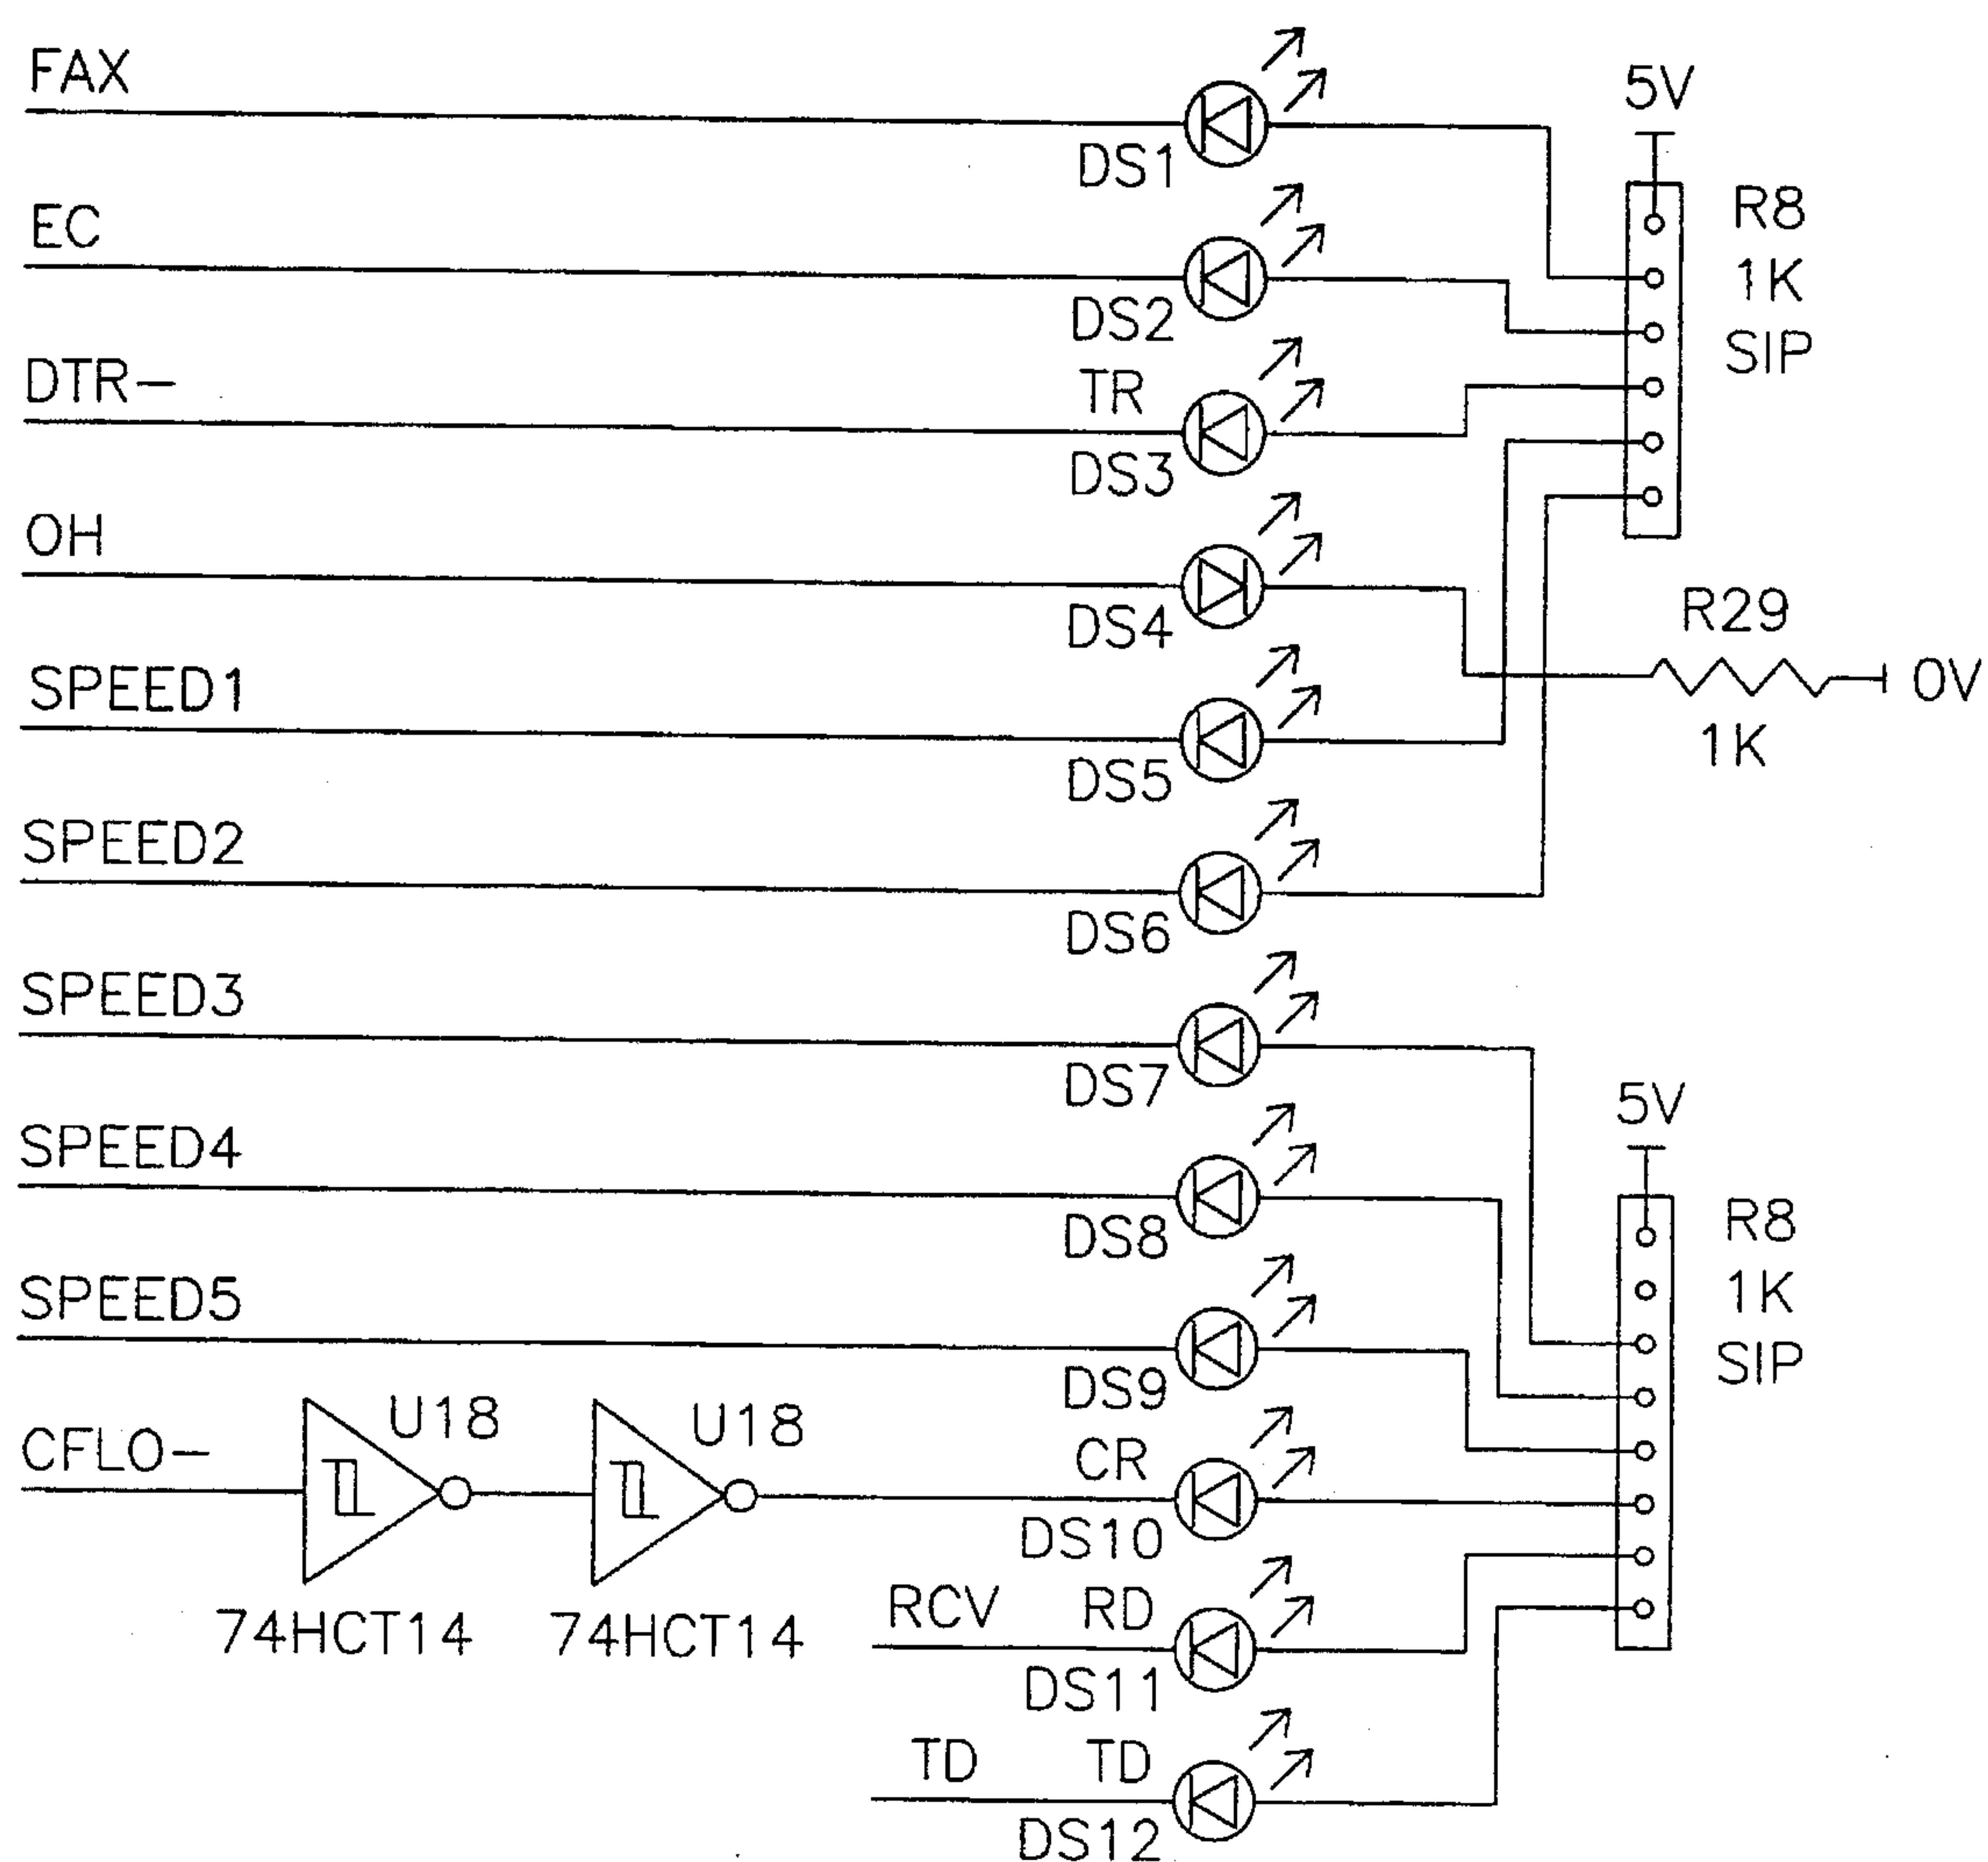 FAX
5V
DS1
R8
EC
1K
DS2
SIP
DTR-
TR
DS3
OH
DS4
R29
SPEED1
0V
1K
DS5
SPEED2
DS6
SPEED3
DS7
5V
SPEED4
DS8
R8
SPEED5
1K
SIP
DS9
U18
U18
CFLO-
CR
DS10
74HCT14
74HCT14
RCV
RD
DS11
TD
TD
DS12